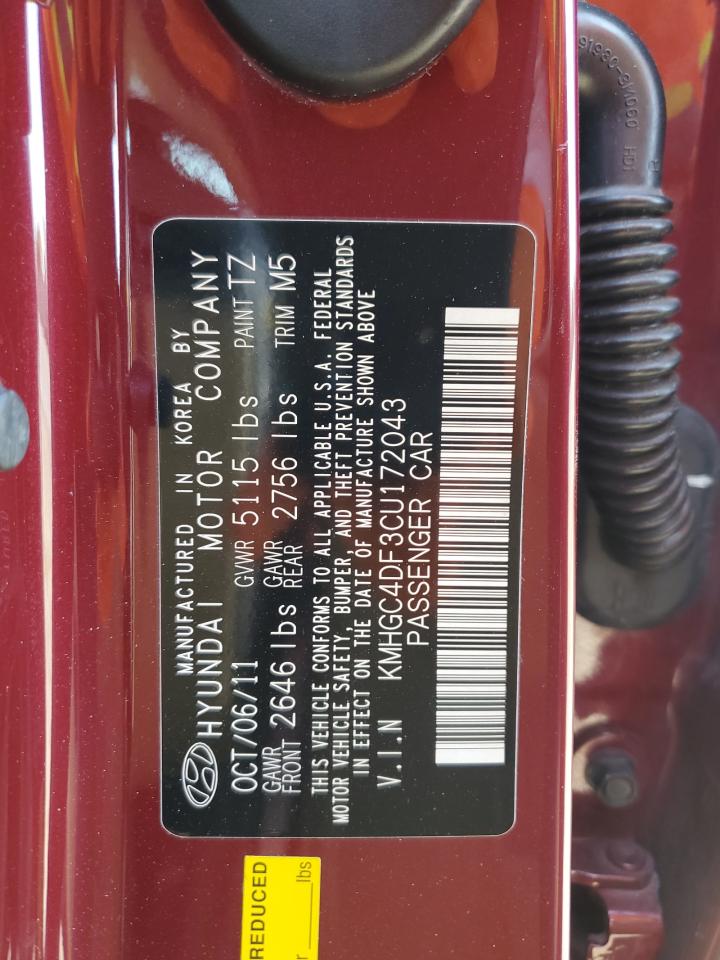 MANUFACTURED IN KOREA BY
HYUNDAI MOTOR COMPANY
OCT/06/11 GVWR 5115 lbs PAINT TZ
GAWR FRONT 2646 lbs GAWR REAR 2756 lbs TRIM M5
THIS VEHICLE CONFORMS TO ALL APPLICABLE U.S.A. FEDERAL
MOTOR VEHICLE SAFETY, BUMPER, AND THEFT PREVENTION STANDARDS
IN EFFECT ON THE DATE OF MANUFACTURE SHOWN ABOVE
V.I.N KMHGC4DF3CU172043
PASSENGER CAR
REDUCED
lbs